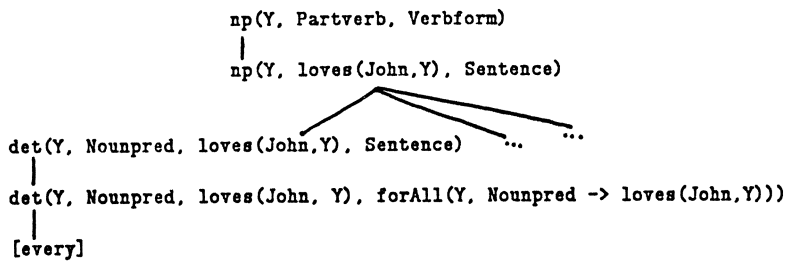 np(Y, Partverb, Verbform)
np(Y, loves(John,Y), Sentence)
det(Y, Nounpred, loves(John,Y), Sentence) ... ...
det(Y, Nounpred, loves(John, Y), forAll(Y, Nounpred -> loves(John,Y)))
[every]